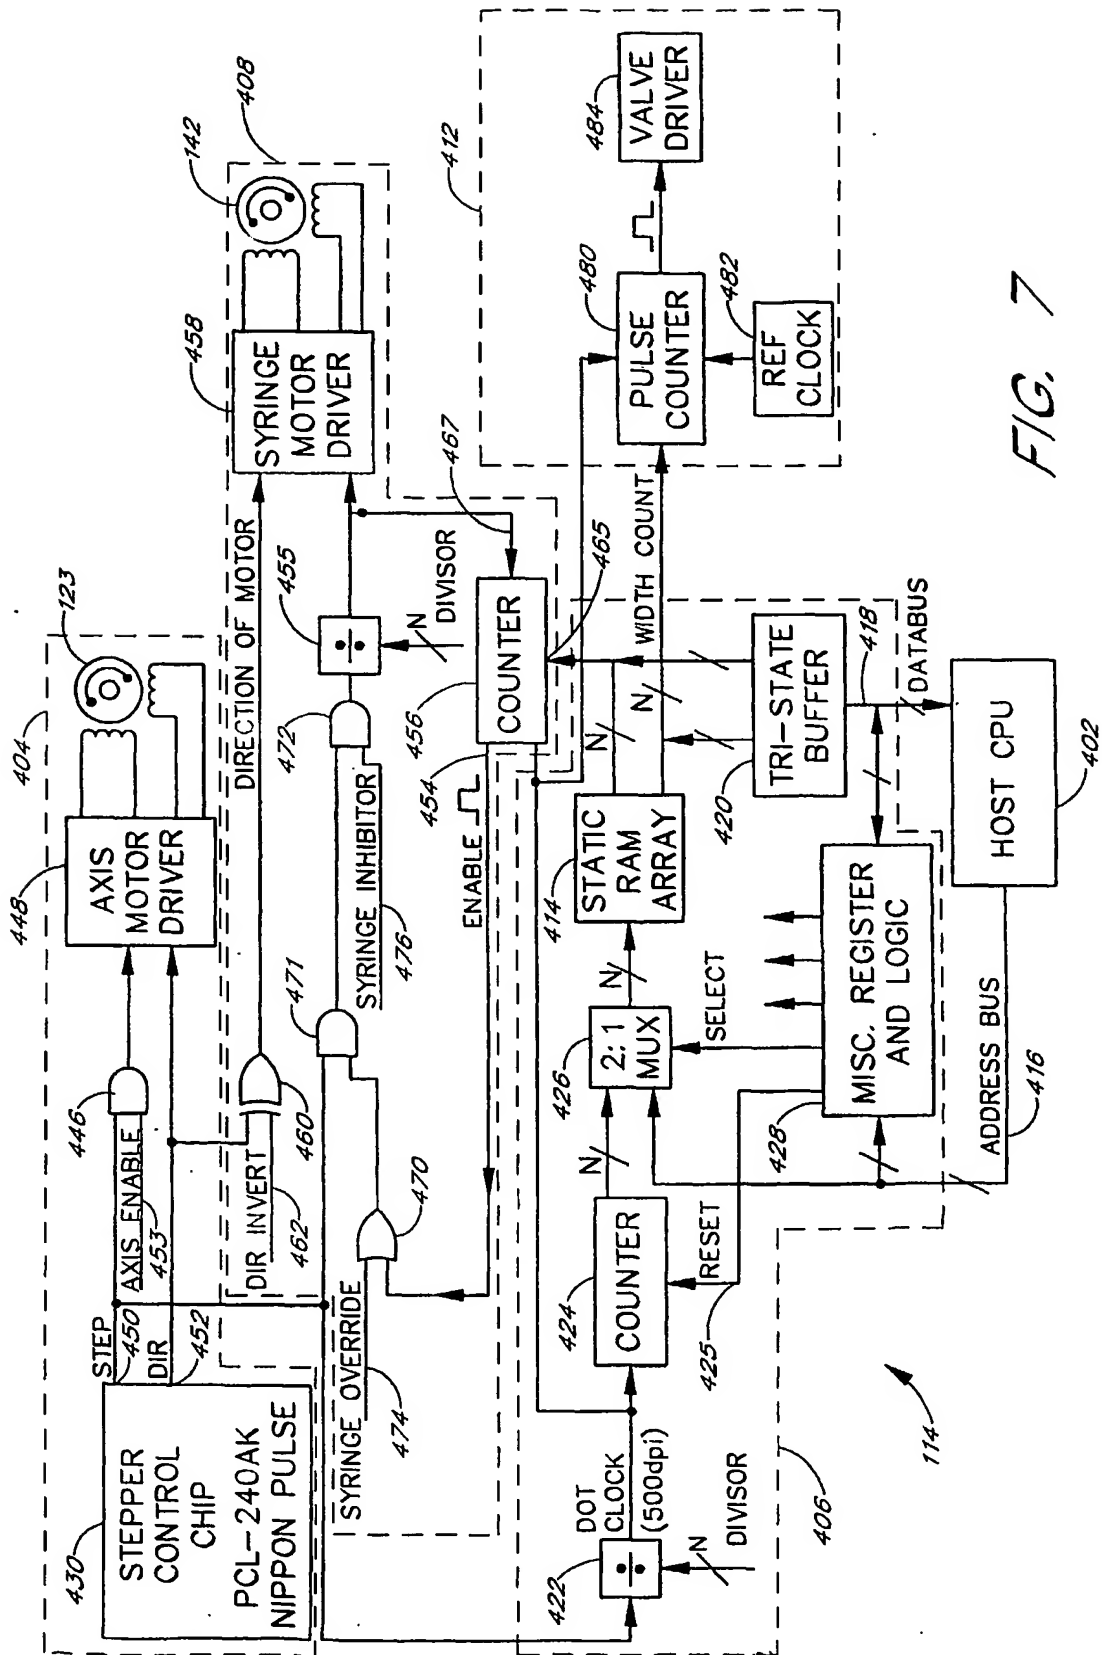 404
123
448
AXIS
MOTOR
DRIVER
446
AXIS ENABLE
453
STEP
450
DIR
452
430
STEPPER
CONTROL
CHIP
PCL-240AK
NIPPON PULSE
142
408
458
SYRINGE
MOTOR
DRIVER
DIRECTION OF MOTOR
460
DIR INVERT
462
472
455
÷
N
DIVISOR
467
471
SYRINGE INHIBITOR
476
456
COUNTER
454
ENABLE
465
470
SYRINGE OVERRIDE
474
412
484
VALVE
DRIVER
480
PULSE
COUNTER
482
REF
CLOCK
WIDTH COUNT
N
N
414
STATIC
RAM
ARRAY
420
TRI-STATE
BUFFER
418
DATABUS
N
426
2:1
MUX
SELECT
N
424
COUNTER
RESET
425
428
MISC. REGISTER
AND LOGIC
HOST CPU
402
ADDRESS BUS
416
DOT
CLOCK
(500dpi)
422
÷
N
DIVISOR
406
114
FIG. 7